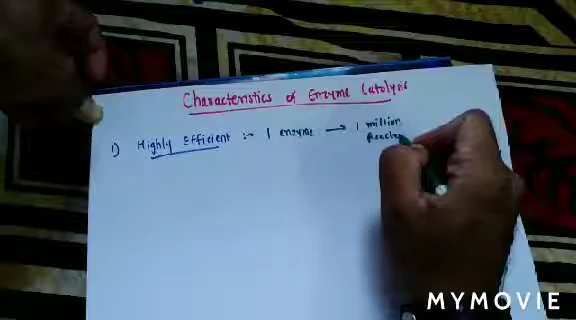 Characteristics of Enzyme Catalysis
1) Highly Efficient :- 1 enzyme → 1 million
MYMOVIE